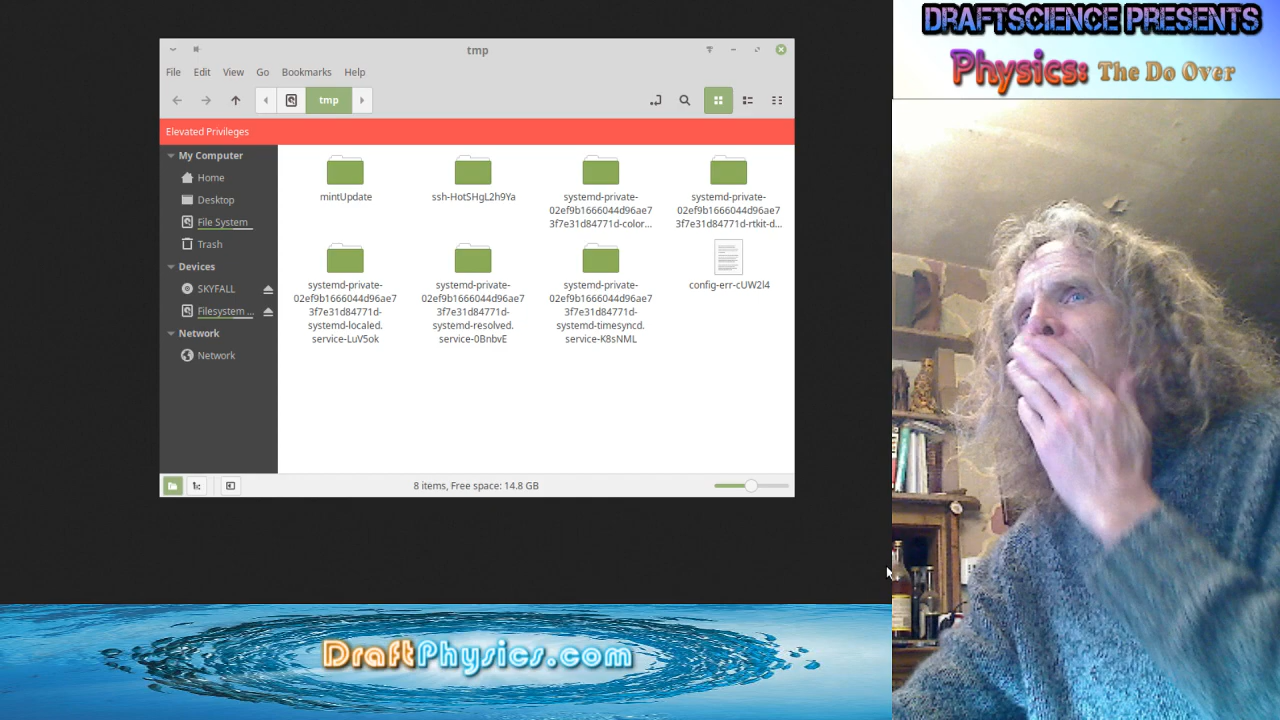 DRAFTSCIENCE PRESENTS
Physics: The Do Over
tmp
File Edit View Go Bookmarks Help
tmp
Elevated Privileges
My Computer
Home
Desktop
File System
Trash
Devices
SKYFALL
Filesystem ...
Network
Network
mintUpdate
ssh-HotSHgL2h9Ya
systemd-private-
02ef9b1666044d96ae7
3f7e31d84771d-color...
systemd-private-
02ef9b1666044d96ae7
3f7e31d84771d-rtkit-d...
systemd-private-
02ef9b1666044d96ae7
3f7e31d84771d-
systemd-localed.
service-LuV5ok
systemd-private-
02ef9b1666044d96ae7
3f7e31d84771d-
systemd-resolved.
service-0BnbvE
systemd-private-
02ef9b1666044d96ae7
3f7e31d84771d-
systemd-timesyncd.
service-K8sNML
config-err-cUW2l4
8 items, Free space: 14.8 GB
DraftPhysics.com